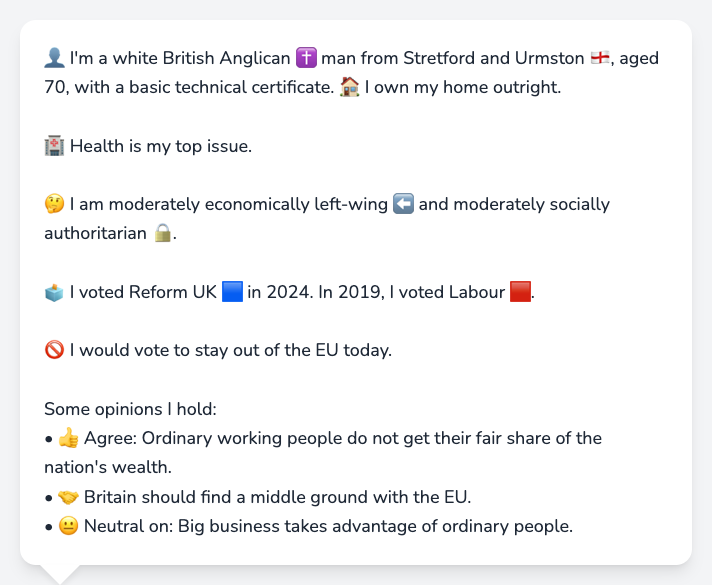 👤 I'm a white British Anglican ✝️ man from Stretford and Urmston 🏴󠁧󠁢󠁥󠁮󠁧󠁿, aged
70, with a basic technical certificate. 🏠 I own my home outright.
🏥 Health is my top issue.
🤔 I am moderately economically left-wing ⬅️ and moderately socially
authoritarian 🔒.
🗳️ I voted Reform UK 🟦 in 2024. In 2019, I voted Labour 🟥.
🚫 I would vote to stay out of the EU today.
Some opinions I hold:
• 👍 Agree: Ordinary working people do not get their fair share of the
nation's wealth.
• 🤝 Britain should find a middle ground with the EU.
• 😐 Neutral on: Big business takes advantage of ordinary people.